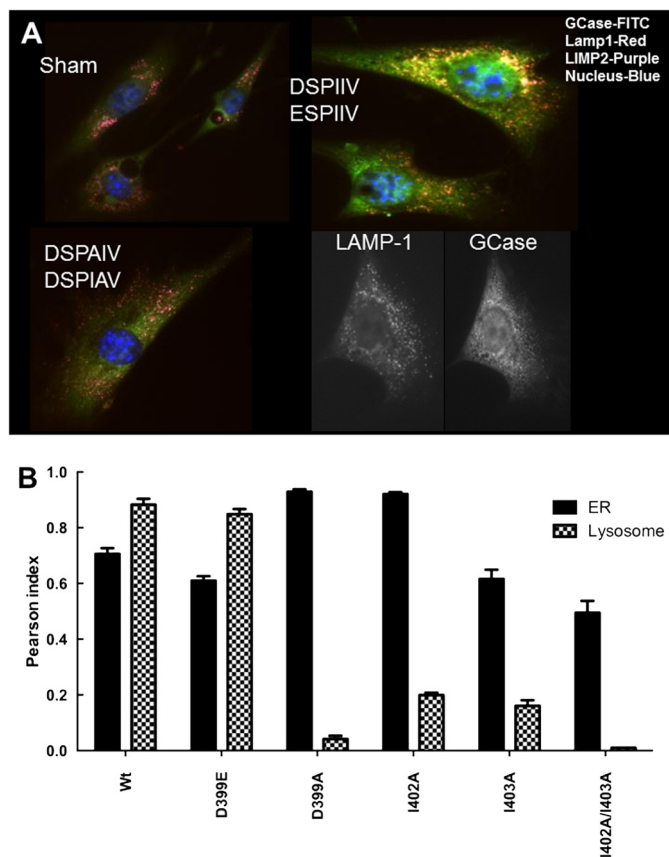 A
Sham
DSPIIV
ESPIIV
GCase-FITC
Lamp1-Red
LIMP2-Purple
Nucleus-Blue
DSPAIV
DSPIAV
LAMP-1
GCase
B
Pearson index
1.0
0.8
0.6
0.4
0.2
0.0
ER
Lysosome
Wt
D399E
D399A
I402A
I403A
I402A/I403A